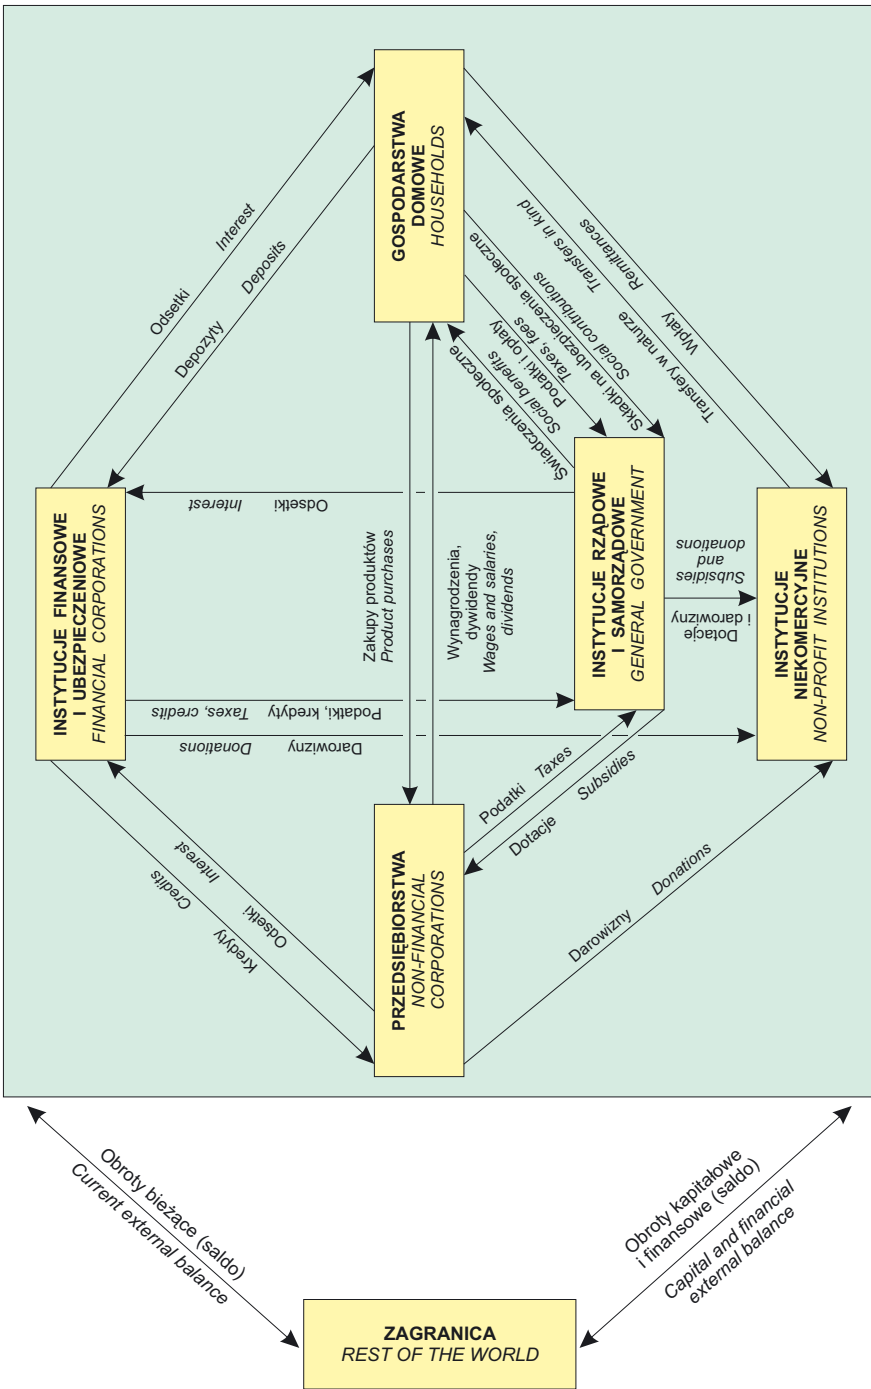 INSTYTUCJE FINANSOWE
I UBEZPIECZENIOWE
FINANCIAL CORPORATIONS
GOSPODARSTWA
DOMOWE
HOUSEHOLDS
PRZEDSIĘBIORSTWA
NON-FINANCIAL
CORPORATIONS
INSTYTUCJE RZĄDOWE
I SAMORZĄDOWE
GENERAL GOVERNMENT
INSTYTUCJE
NIEKOMERCYJNE
NON-PROFIT INSTITUTIONS
Odsetki Interest
Depozyty Deposits
Kredyty Credits
Odsetki Interest
Odsetki Interest
Podatki, kredyty Taxes, credits
Darowizny Donations
Zakupy produktów
Product purchases
Wynagrodzenia,
dywidendy
Wages and salaries,
dividends
Świadczenia społeczne
Social benefits
Podatki i opłaty
Taxes, fees
Składki na ubezpieczenia społeczne
Social contributions
Transfery w naturze Transfers in kind
Wpłaty Remittances
Podatki Taxes
Dotacje Subsidies
Dotacje
i darowizny
Subsidies
and
donations
Darowizny Donations
Obroty bieżące (saldo)
Current external balance
Obroty kapitałowe
i finansowe (saldo)
Capital and financial
external balance
ZAGRANICA
REST OF THE WORLD